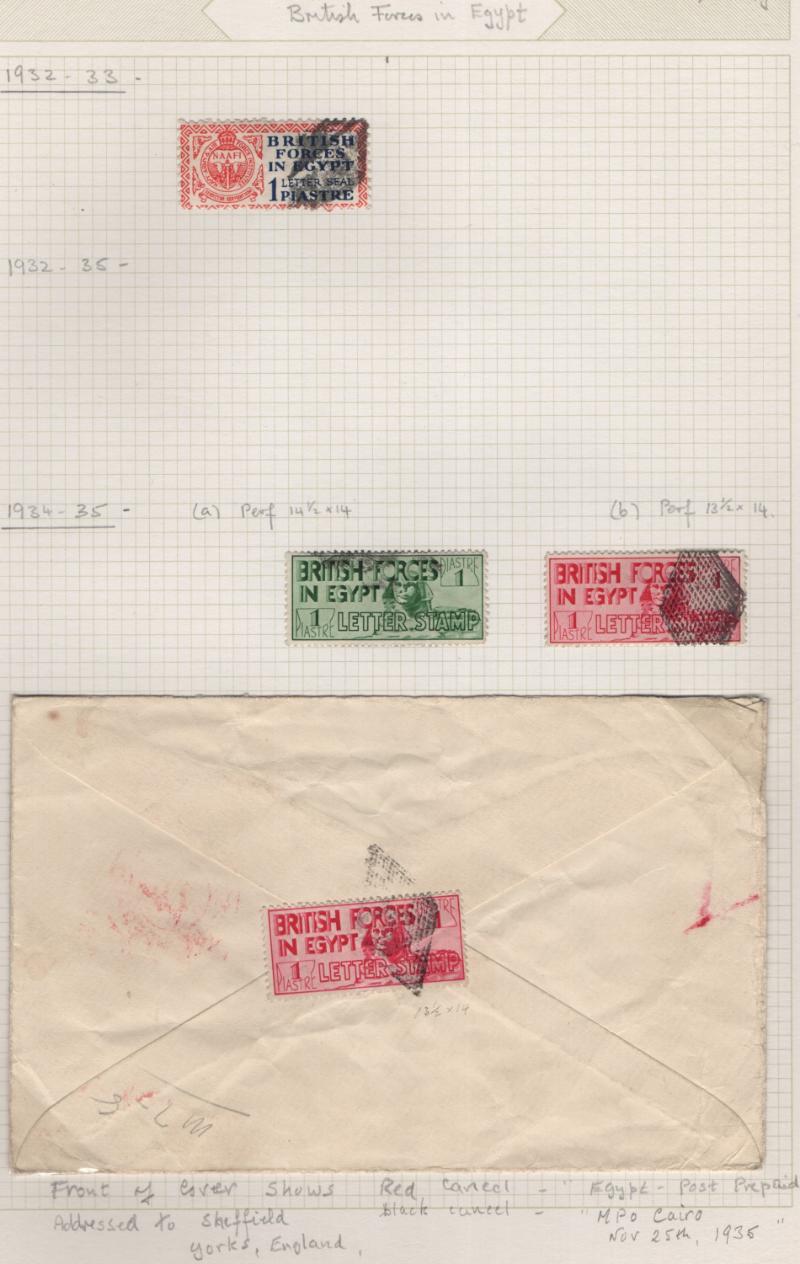 British Forces in Egypt
1932 - 33 -
NAAFI
BRITISH
FORCES
IN EGYPT
LETTER SEAL
1 PIASTRE
1932 - 35 -
1934 - 35 -
(a) Perf 14½ x 14
(b) Perf 13½ x 14.
BRITISH FORCES
IN EGYPT
PIASTRE
1
1
PIASTRE
LETTER STAMP
BRITISH FORCES
IN EGYPT
PIASTRE
1
1
PIASTRE
LETTER
BRITISH FORCES
IN EGYPT
1
1
PIASTRE
LETTER STAMP
13½ x 14
Front of Cover Shows Red Cancel - " Egypt - Post Prepaid
Addressed to Sheffield black cancel - "MPO Cairo
Yorks, England, Nov 25th, 1935 "